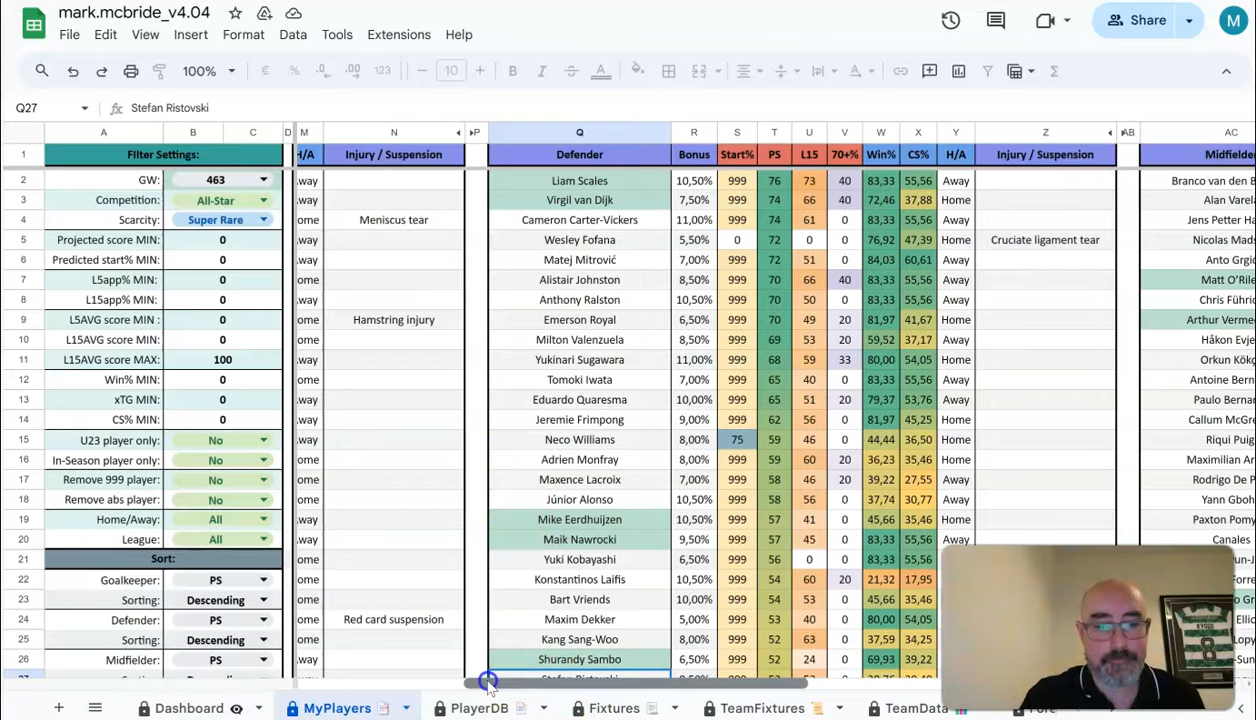 mark.mcbride_v4.04
File Edit View Insert Format Data Tools Extensions Help
Share
M
100% € % .0 .00 123 10 B I A
Q27 fx Stefan Ristovski
A B C D M N P Q R S T U V W X Y Z AB AC
1 Filter Settings: H/A Injury / Suspension Defender Bonus Start% PS L15 70+% Win% CS% H/A Injury / Suspension Midfielder
2 GW: 463 way Liam Scales 10,50% 999 76 73 40 83,33 55,56 Away Branco van den B
3 Competition: All-Star way Virgil van Dijk 7,50% 999 74 66 40 72,46 37,88 Home Alan Varela
4 Scarcity: Super Rare ome Meniscus tear Cameron Carter-Vickers 11,00% 999 74 61 0 83,33 55,56 Away Jens Petter Ha
5 Projected score MIN: 0 ome Wesley Fofana 5,50% 0 72 0 0 76,92 47,39 Home Cruciate ligament tear Nicolas Mads
6 Predicted start% MIN: 0 ome Matej Mitrović 7,00% 999 72 51 0 84,03 60,61 Home Anto Grgic
7 L5app% MIN: 0 way Alistair Johnston 8,50% 999 70 66 40 83,33 55,56 Away Matt O'Rile
8 L15app% MIN: 0 way Anthony Ralston 10,50% 999 70 50 0 83,33 55,56 Away Chris Führic
9 L5AVG score MIN : 0 ome Hamstring injury Emerson Royal 6,50% 999 70 49 20 81,97 41,67 Home Arthur Verme
10 L15AVG score MIN: 0 way Milton Valenzuela 8,50% 999 69 53 0 59,52 37,17 Home Håkon Evje
11 L15AVG score MAX: 100 way Yukinari Sugawara 11,00% 999 68 59 33 80,00 54,05 Home Orkun Kökç
12 Win% MIN: 0 ome Tomoki Iwata 7,00% 999 65 40 0 83,33 55,56 Away Antoine Berna
13 xTG MIN: 0 way Eduardo Quaresma 10,00% 999 65 51 20 79,37 53,76 Away Paulo Bernar
14 CS% MIN: 0 ome Jeremie Frimpong 9,00% 999 62 56 0 81,97 45,25 Home Callum McGre
15 U23 player only: No way Neco Williams 8,00% 75 59 46 0 44,44 36,50 Home Riqui Puig
16 In-Season player only: No ome Adrien Monfray 8,00% 999 59 60 20 36,23 35,46 Home Maximilian Ar
17 Remove 999 player: No way Maxence Lacroix 7,00% 999 58 46 20 39,22 27,55 Away Rodrigo De P
18 Remove abs player: No way Júnior Alonso 10,50% 999 58 56 0 37,74 30,77 Away Yann Gboh
19 Home/Away: All ome Mike Eerdhuijzen 10,50% 999 57 41 0 45,66 35,46 Home Paxton Pomy
20 League: All way Maik Nawrocki 9,50% 999 57 45 0 83,33 55,56 Away Canales
21 Sort: ome Yuki Kobayashi 6,50% 999 56 0 0 83,33 55,56
22 Goalkeeper: PS ome Konstantinos Laifis 10,50% 999 54 60 20 21,32 17,95
23 Sorting: Descending ome Bart Vriends 10,00% 999 54 53 0 45,66 35,46
24 Defender: PS ome Red card suspension Maxim Dekker 5,00% 999 53 40 0 80,00 54,05
25 Sorting: Descending ome Kang Sang-Woo 8,00% 999 52 63 0 37,59 34,25
26 Midfielder: PS way Shurandy Sambo 6,50% 999 52 24 0 69,93 39,22
Dashboard MyPlayers PlayerDB Fixtures TeamFixtures TeamData
KYOGO
8